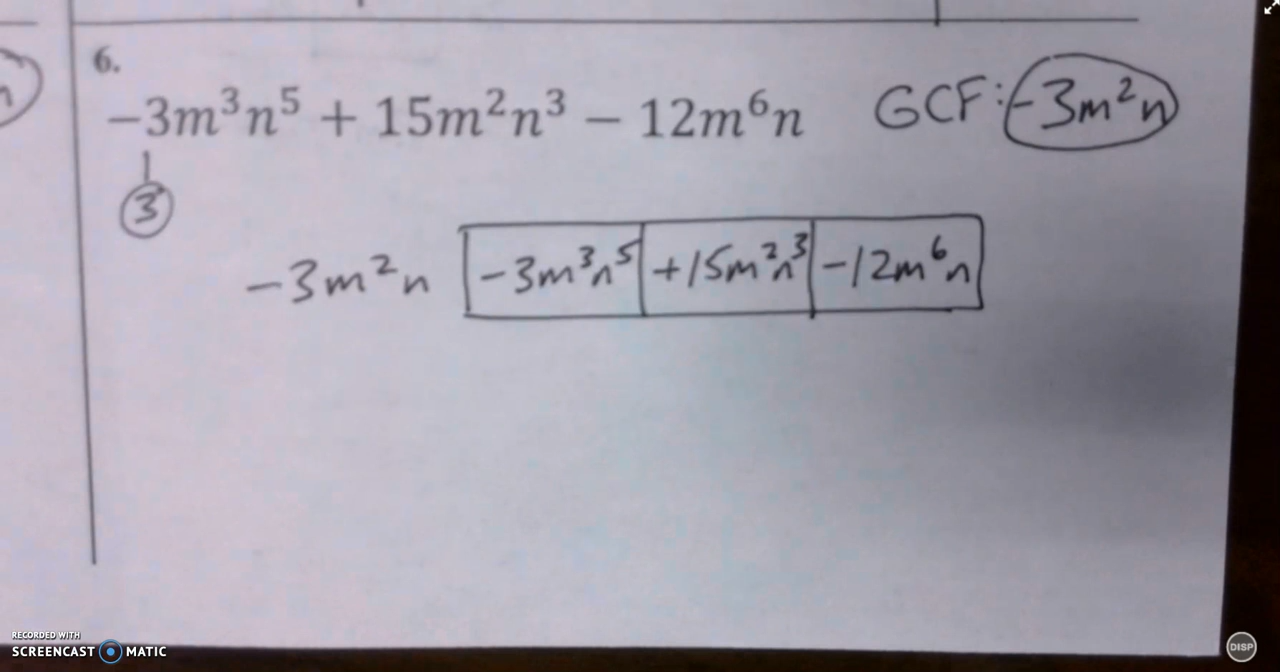 6.
−3m³n⁵ + 15m²n³ − 12m⁶n GCF: −3m²n
3
−3m²n −3m³n⁵ +15m²n³ −12m⁶n
RECORDED WITH
SCREENCAST MATIC
DISP